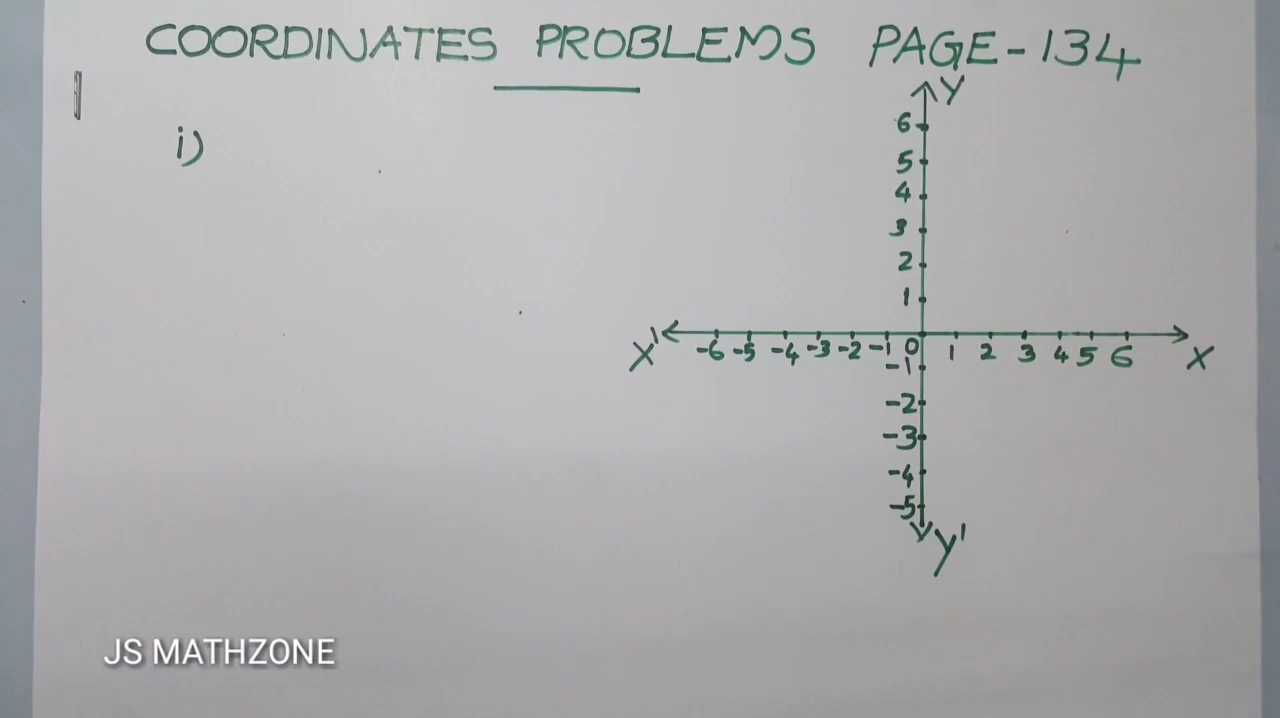 COORDINATES PROBLEMS PAGE-134
i)
Y
6
5
4
3
2
1
X' -6 -5 -4 -3 -2 -1 0 1 2 3 4 5 6 X
-1
-2
-3
-4
-5
Y'
JS MATHZONE